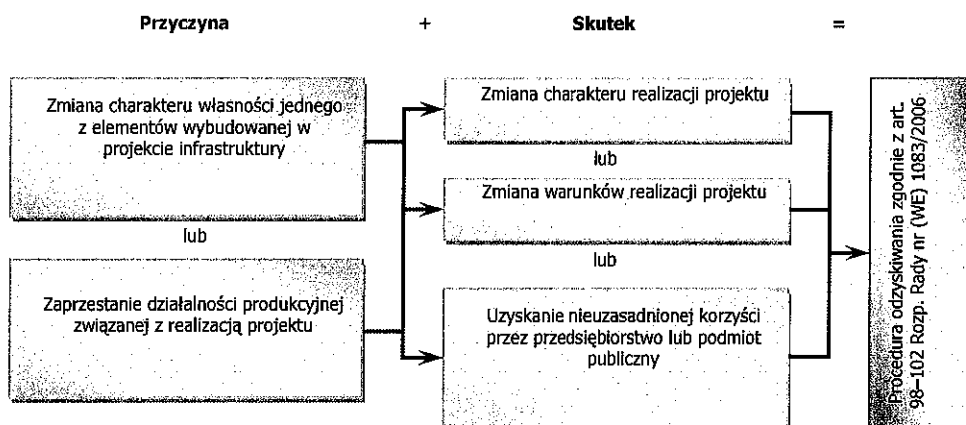 Przyczyna + Skutek =
Zmiana charakteru własności jednego
z elementów wybudowanej w
projekcie infrastruktury
lub
Zaprzestanie działalności produkcyjnej
związanej z realizacją projektu
Zmiana charakteru realizacji projektu
lub
Zmiana warunków realizacji projektu
lub
Uzyskanie nieuzasadnionej korzyści
przez przedsiębiorstwo lub podmiot
publiczny
Procedura odzyskiwania zgodnie z art.
98–102 Rozp. Rady nr (WE) 1083/2006